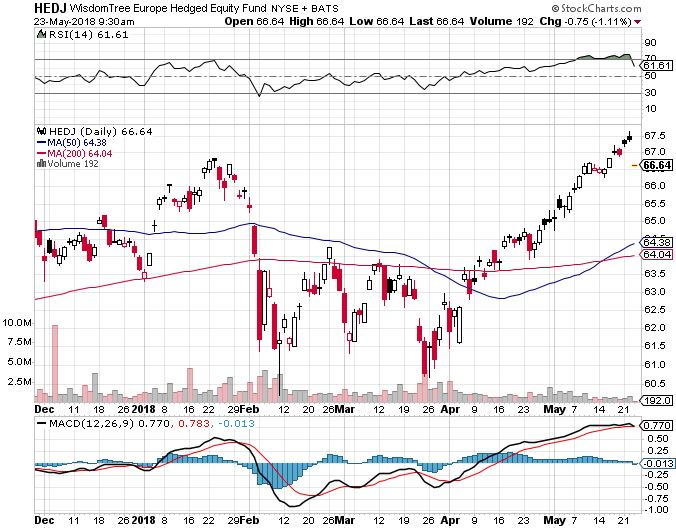 HEDJ WisdomTree Europe Hedged Equity Fund NYSE + BATS © StockCharts.com
23-May-2018 9:30am Open 66.64 High 66.64 Low 66.64 Last 66.64 Volume 192 Chg -0.75 (-1.11%)
RSI(14) 61.61
90
70
61.61
50
30
10
HEDJ (Daily) 66.64
MA(50) 64.38
MA(200) 64.04
Volume 192
67.5
66.64
66.0
65.5
65.0
64.5
64.38
64.04
63.5
63.0
62.5
62.0
61.5
61.0
60.5
192.0
10.0M
7.5M
5.0M
2.5M
Dec 11 18 26 2018 8 16 22 29 Feb 12 20 26 Mar 12 19 26 Apr 9 16 23 May 7 14 21
MACD(12,26,9) 0.770, 0.783, -0.013
0.770
0.50
0.25
-0.013
-0.25
-0.50
-0.75
-1.00
Dec 11 18 26 2018 8 16 22 29 Feb 12 20 26 Mar 12 19 26 Apr 9 16 23 May 7 14 21